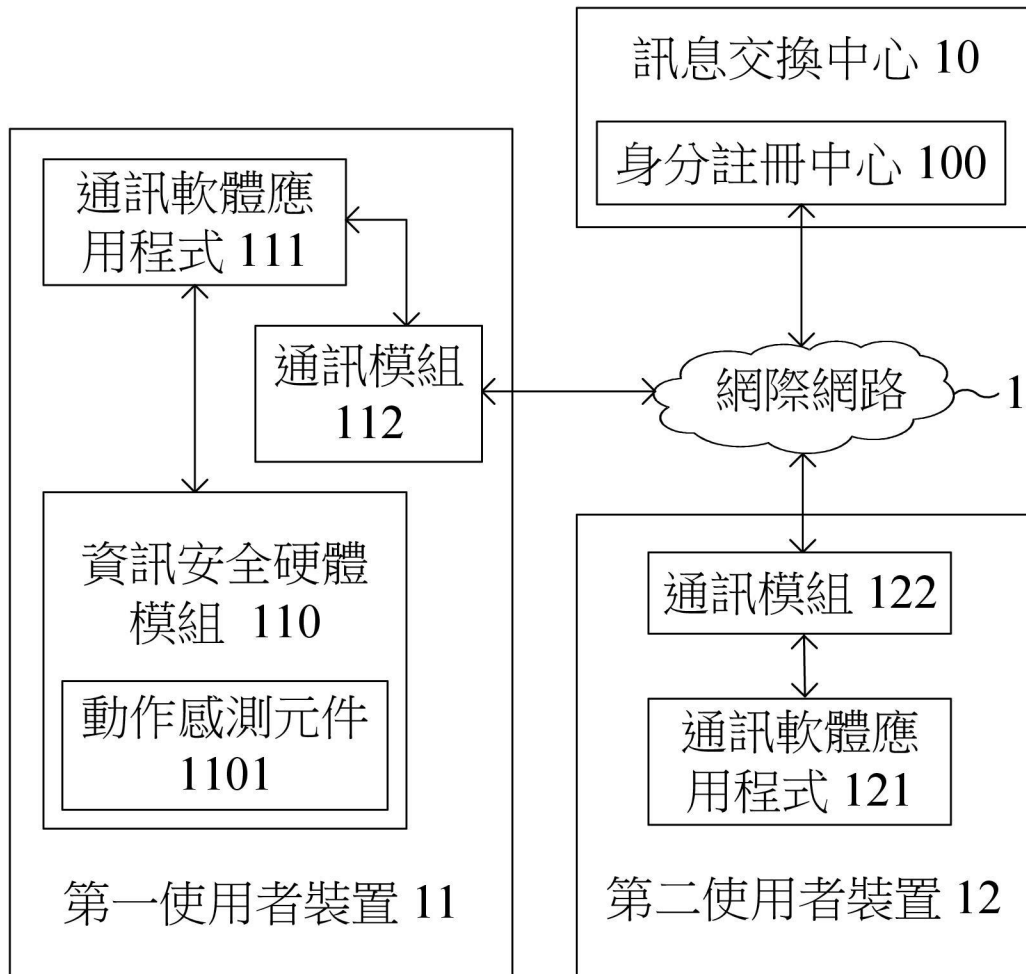 訊息交換中心 10
身分註冊中心 100
通訊軟體應
用程式 111
通訊模組
112
網際網路
1
資訊安全硬體
模組 110
動作感測元件
1101
第一使用者裝置 11
通訊模組 122
通訊軟體應
用程式 121
第二使用者裝置 12